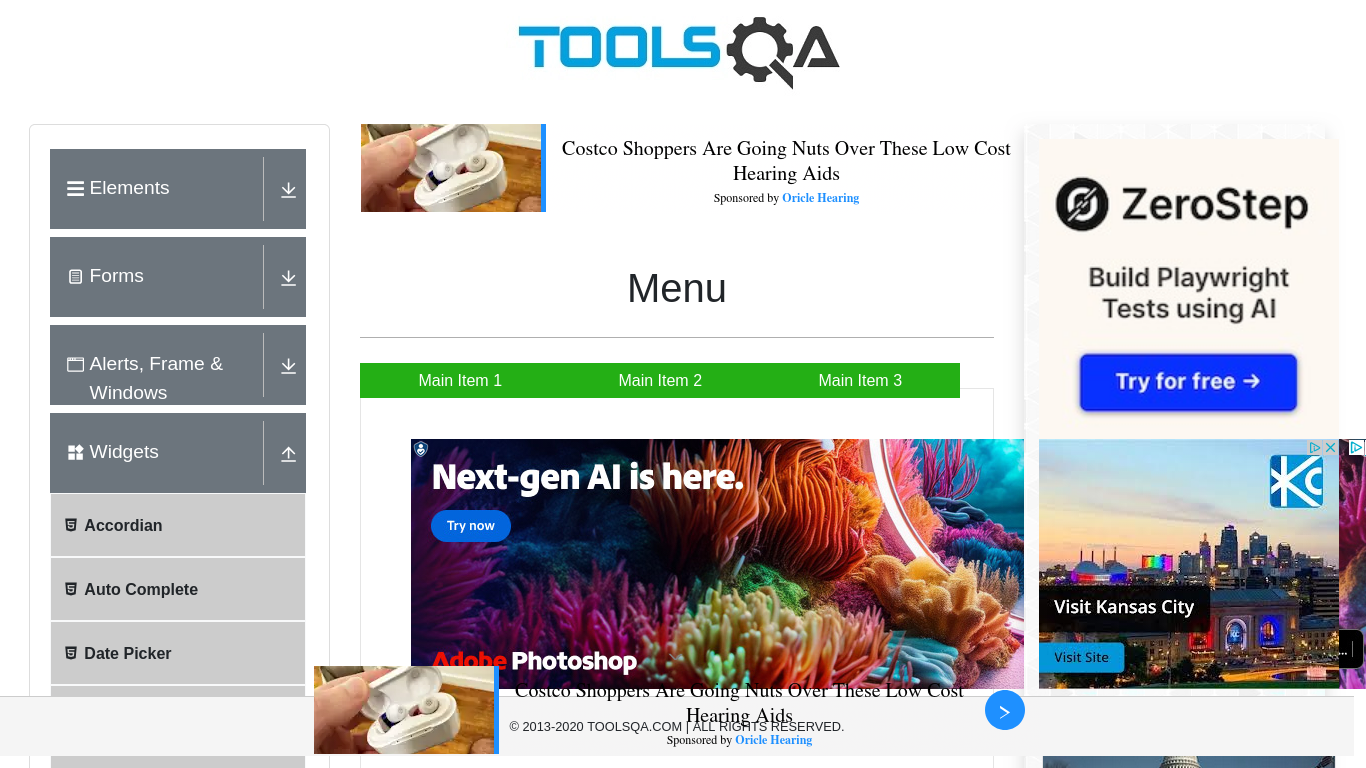 TOOLSQA
Elements
Forms
Alerts, Frame &
Windows
Widgets
Accordian
Auto Complete
Date Picker
Costco Shoppers Are Going Nuts Over These Low Cost
Hearing Aids
Sponsored by Oricle Hearing
Menu
Main Item 1
Main Item 2
Main Item 3
Next-gen AI is here.
Try now
Adobe Photoshop
ZeroStep
Build Playwright
Tests using AI
Try for free →
KC
Visit Kansas City
Visit Site
...
Costco Shoppers Are Going Nuts Over These Low Cost
Hearing Aids
© 2013-2020 TOOLSQA.COM | ALL RIGHTS RESERVED.
Sponsored by Oricle Hearing
>